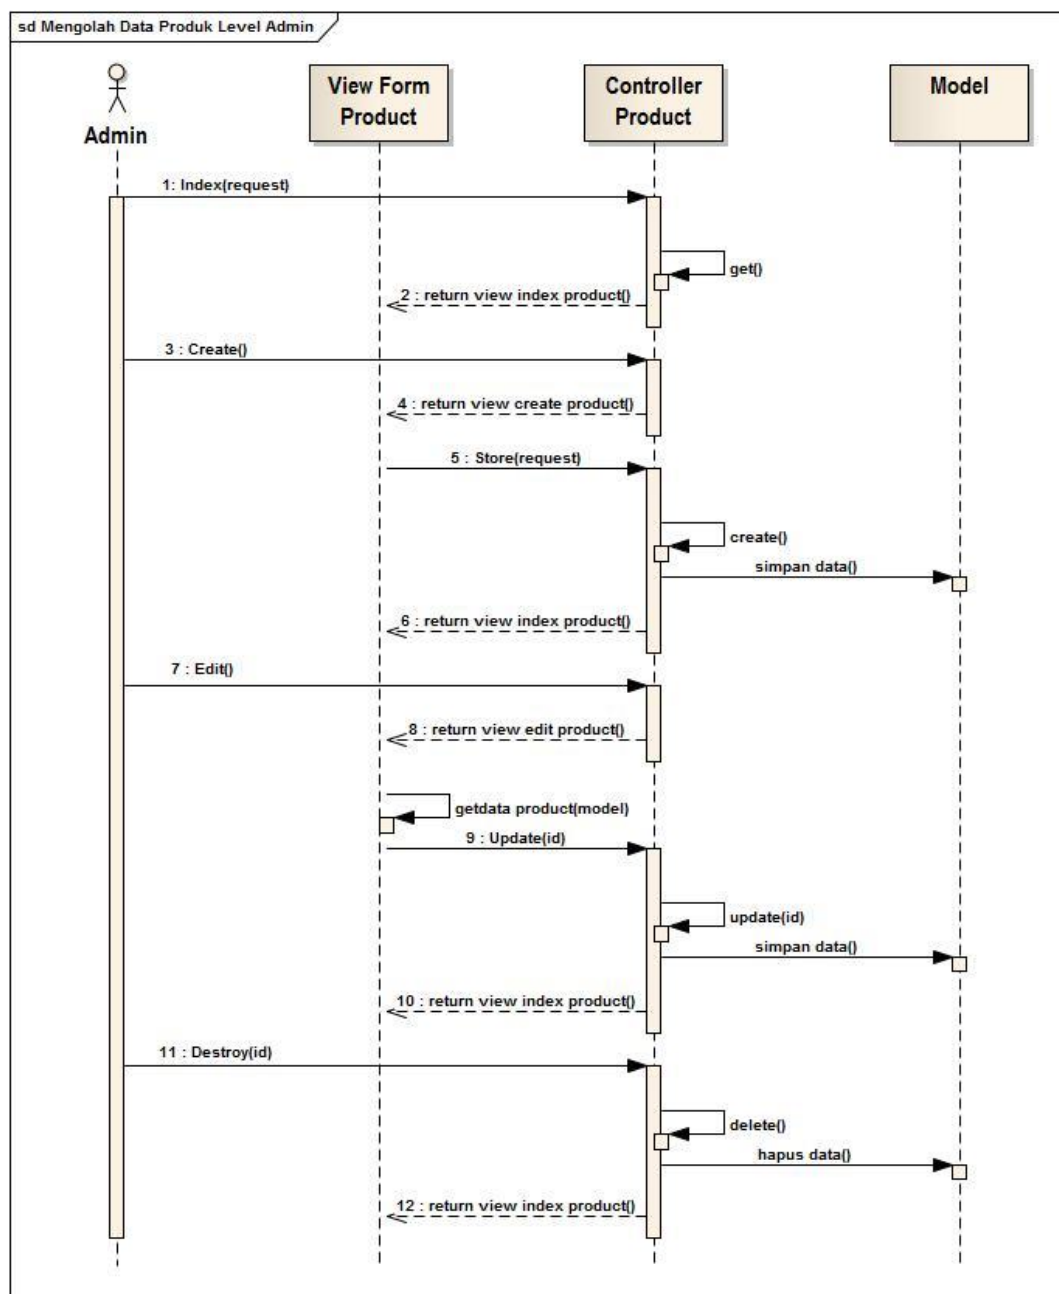 sd Mengolah Data Produk Level Admin
Admin
View Form
Product
Controller
Product
Model
1: Index(request)
get()
2 : return view index product()
3 : Create()
4 : return view create product()
5 : Store(request)
create()
simpan data()
6 : return view index product()
7 : Edit()
8 : return view edit product()
getdata product(model)
9 : Update(id)
update(id)
simpan data()
10 : return view index product()
11 : Destroy(id)
delete()
hapus data()
12 : return view index product()